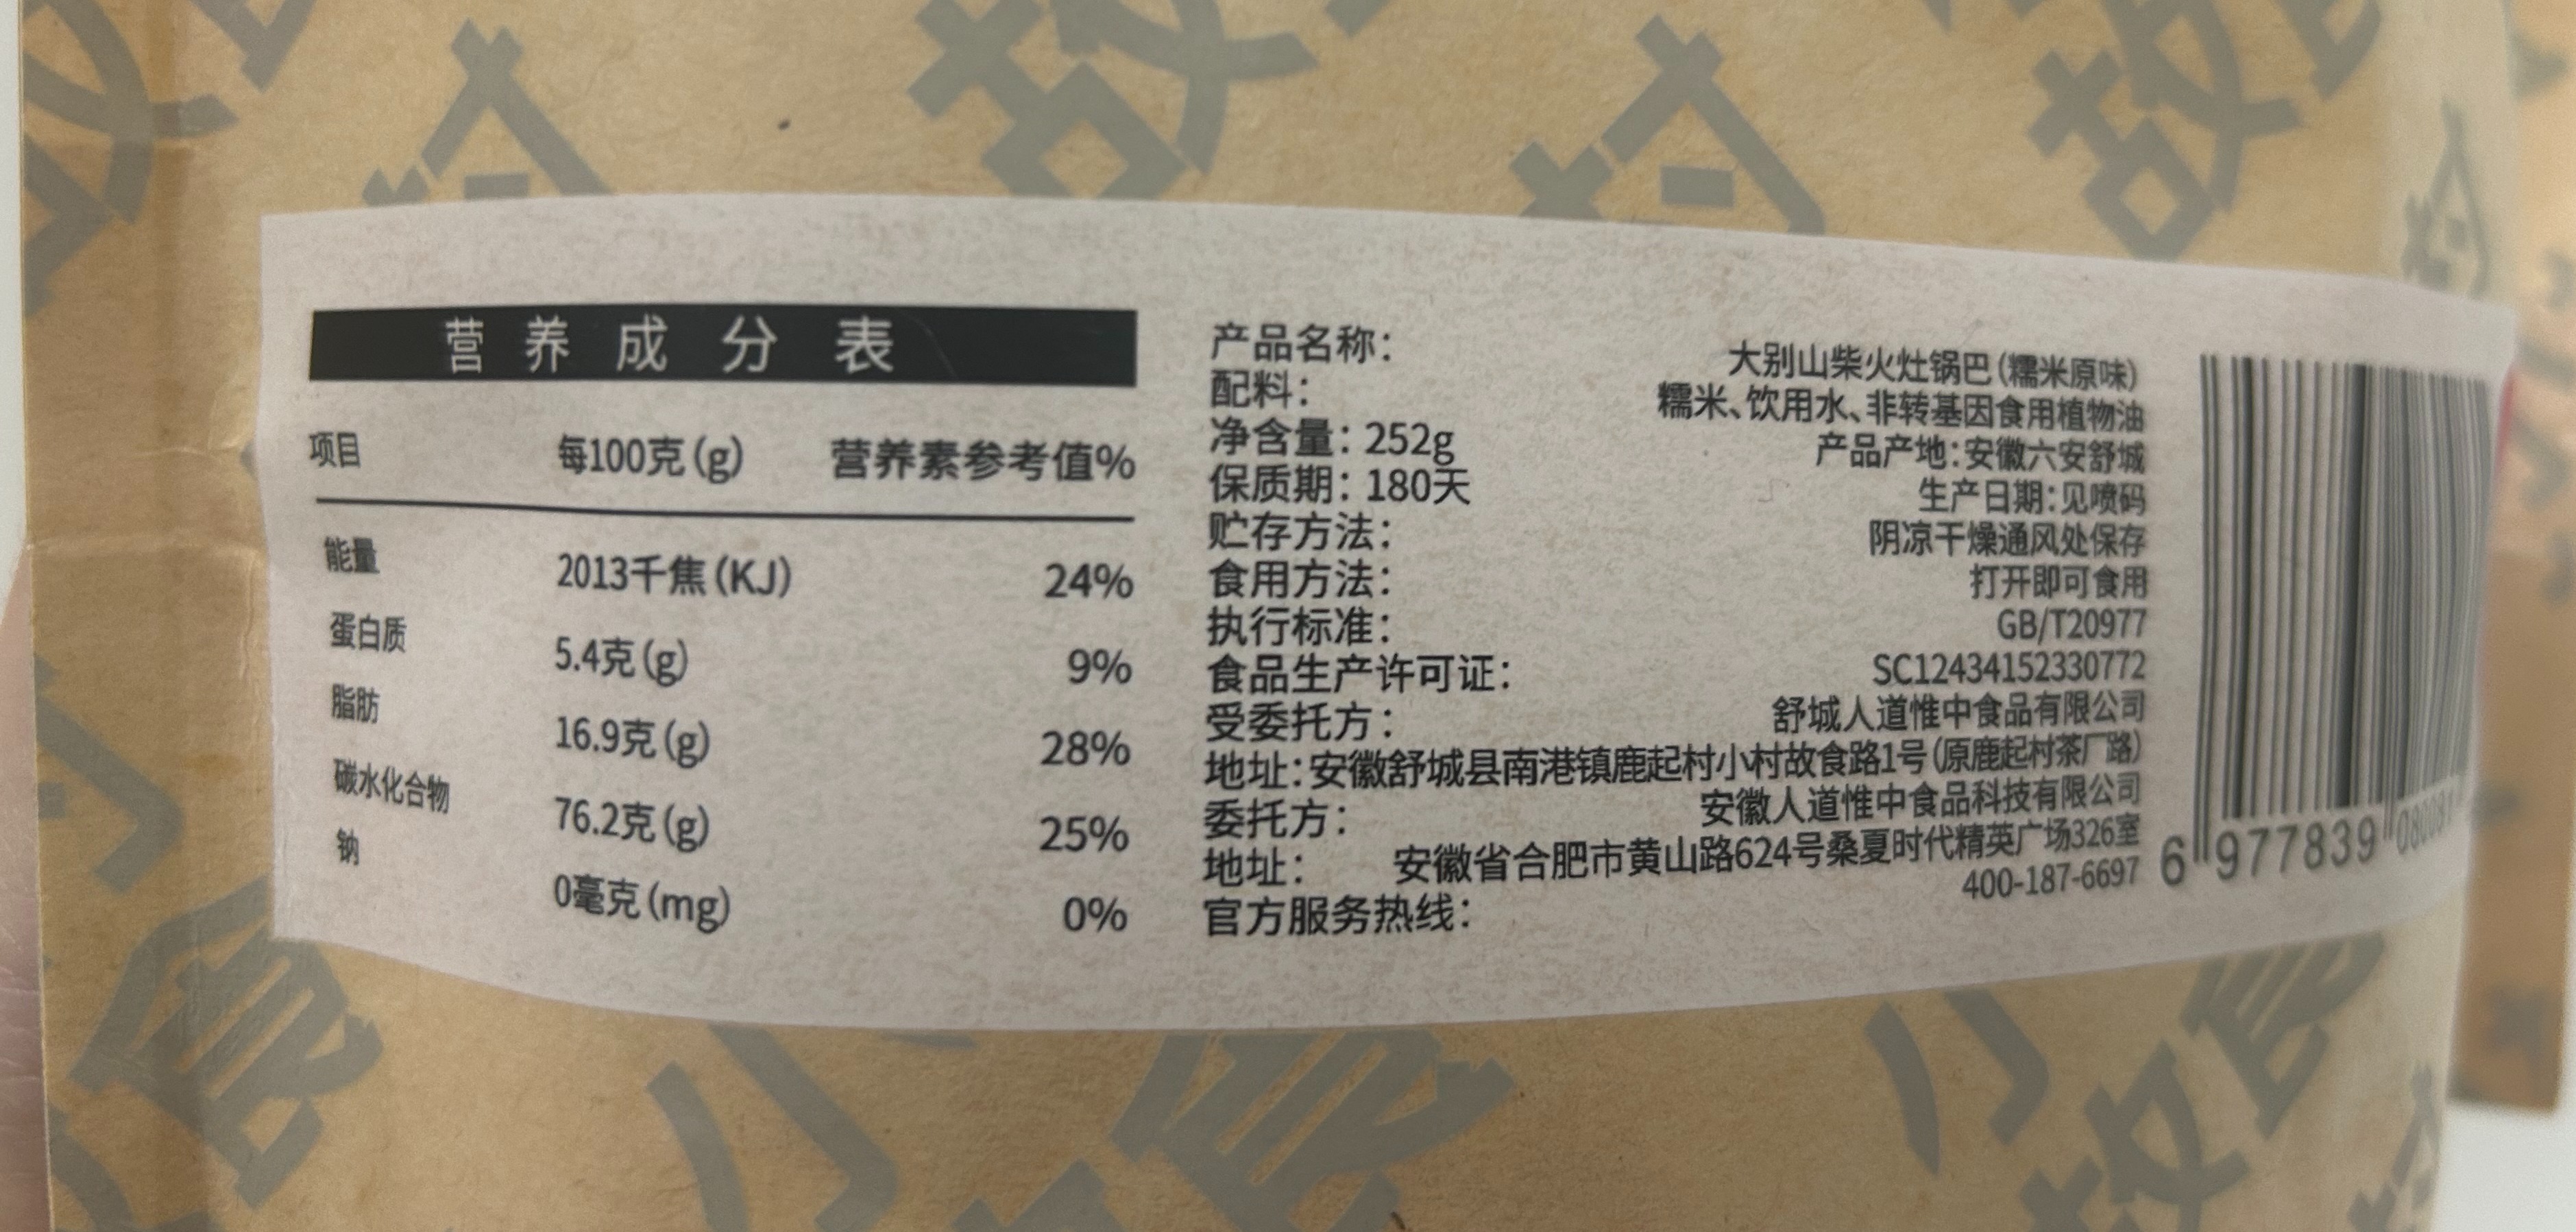 营养成分表
项目 每100克(g) 营养素参考值%
能量 2013千焦(KJ) 24%
蛋白质 5.4克(g) 9%
脂肪 16.9克(g) 28%
碳水化合物 76.2克(g) 25%
钠 0毫克(mg) 0%
产品名称: 大别山柴火灶锅巴(糯米原味)
配料: 糯米、饮用水、非转基因食用植物油
净含量: 252g 产品产地:安徽六安舒城
保质期: 180天 生产日期:见喷码
贮存方法: 阴凉干燥通风处保存
食用方法: 打开即可食用
执行标准: GB/T20977
食品生产许可证: SC12434152330772
受委托方: 舒城人道惟中食品有限公司
地址:安徽舒城县南港镇鹿起村小村故食路1号(原鹿起村茶厂路)
委托方: 安徽人道惟中食品科技有限公司
地址: 安徽省合肥市黄山路624号桑夏时代精英广场326室
官方服务热线: 400-187-6697
6 977839